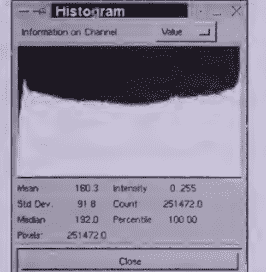 Histogram
Information on Channel Value
Mean 160.3 Intensity 0..255
Std Dev. 91.8 Count 251472.0
Median 192.0 Percentile 100.00
Pixels: 251472.0
Close